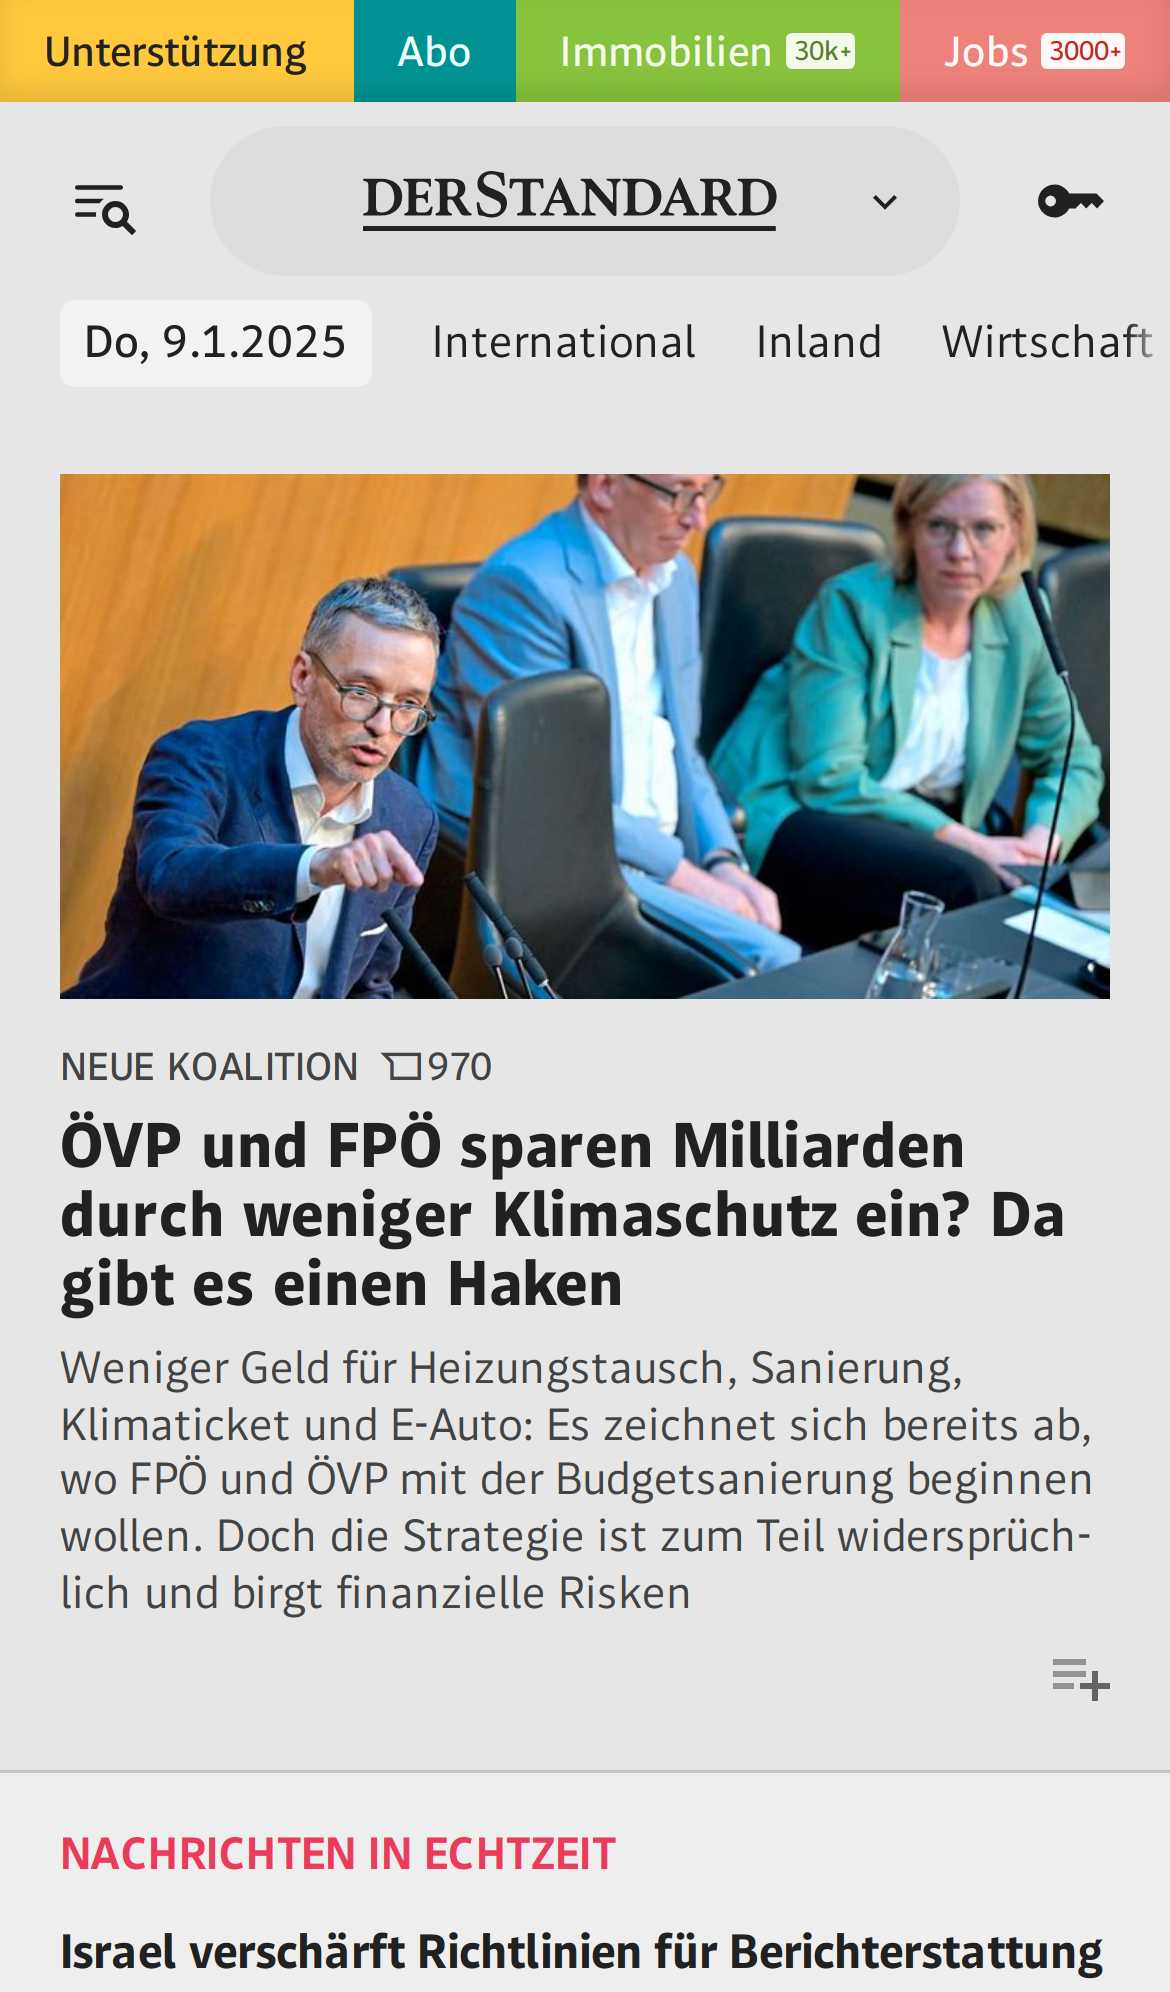 Unterstützung Abo Immobilien 30k+ Jobs 3000+
DERSTANDARD
Do, 9.1.2025 International Inland Wirtschaft
NEUE KOALITION 970
ÖVP und FPÖ sparen Milliarden
durch weniger Klimaschutz ein? Da
gibt es einen Haken
Weniger Geld für Heizungstausch, Sanierung,
Klimaticket und E-Auto: Es zeichnet sich bereits ab,
wo FPÖ und ÖVP mit der Budgetsanierung beginnen
wollen. Doch die Strategie ist zum Teil widersprüch-
lich und birgt finanzielle Risken
NACHRICHTEN IN ECHTZEIT
Israel verschärft Richtlinien für Berichterstattung